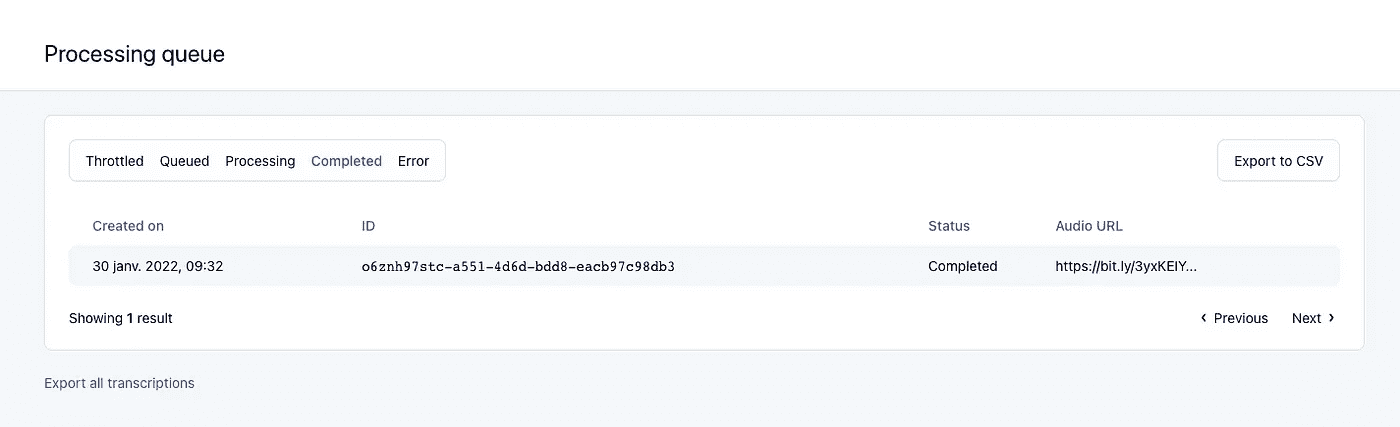 Processing queue
Throttled Queued Processing Completed Error Export to CSV
Created on ID Status Audio URL
30 janv. 2022, 09:32 o6znh97stc-a551-4d6d-bdd8-eacb97c98db3 Completed https://bit.ly/3yxKEIY...
Showing 1 result ‹ Previous Next ›
Export all transcriptions